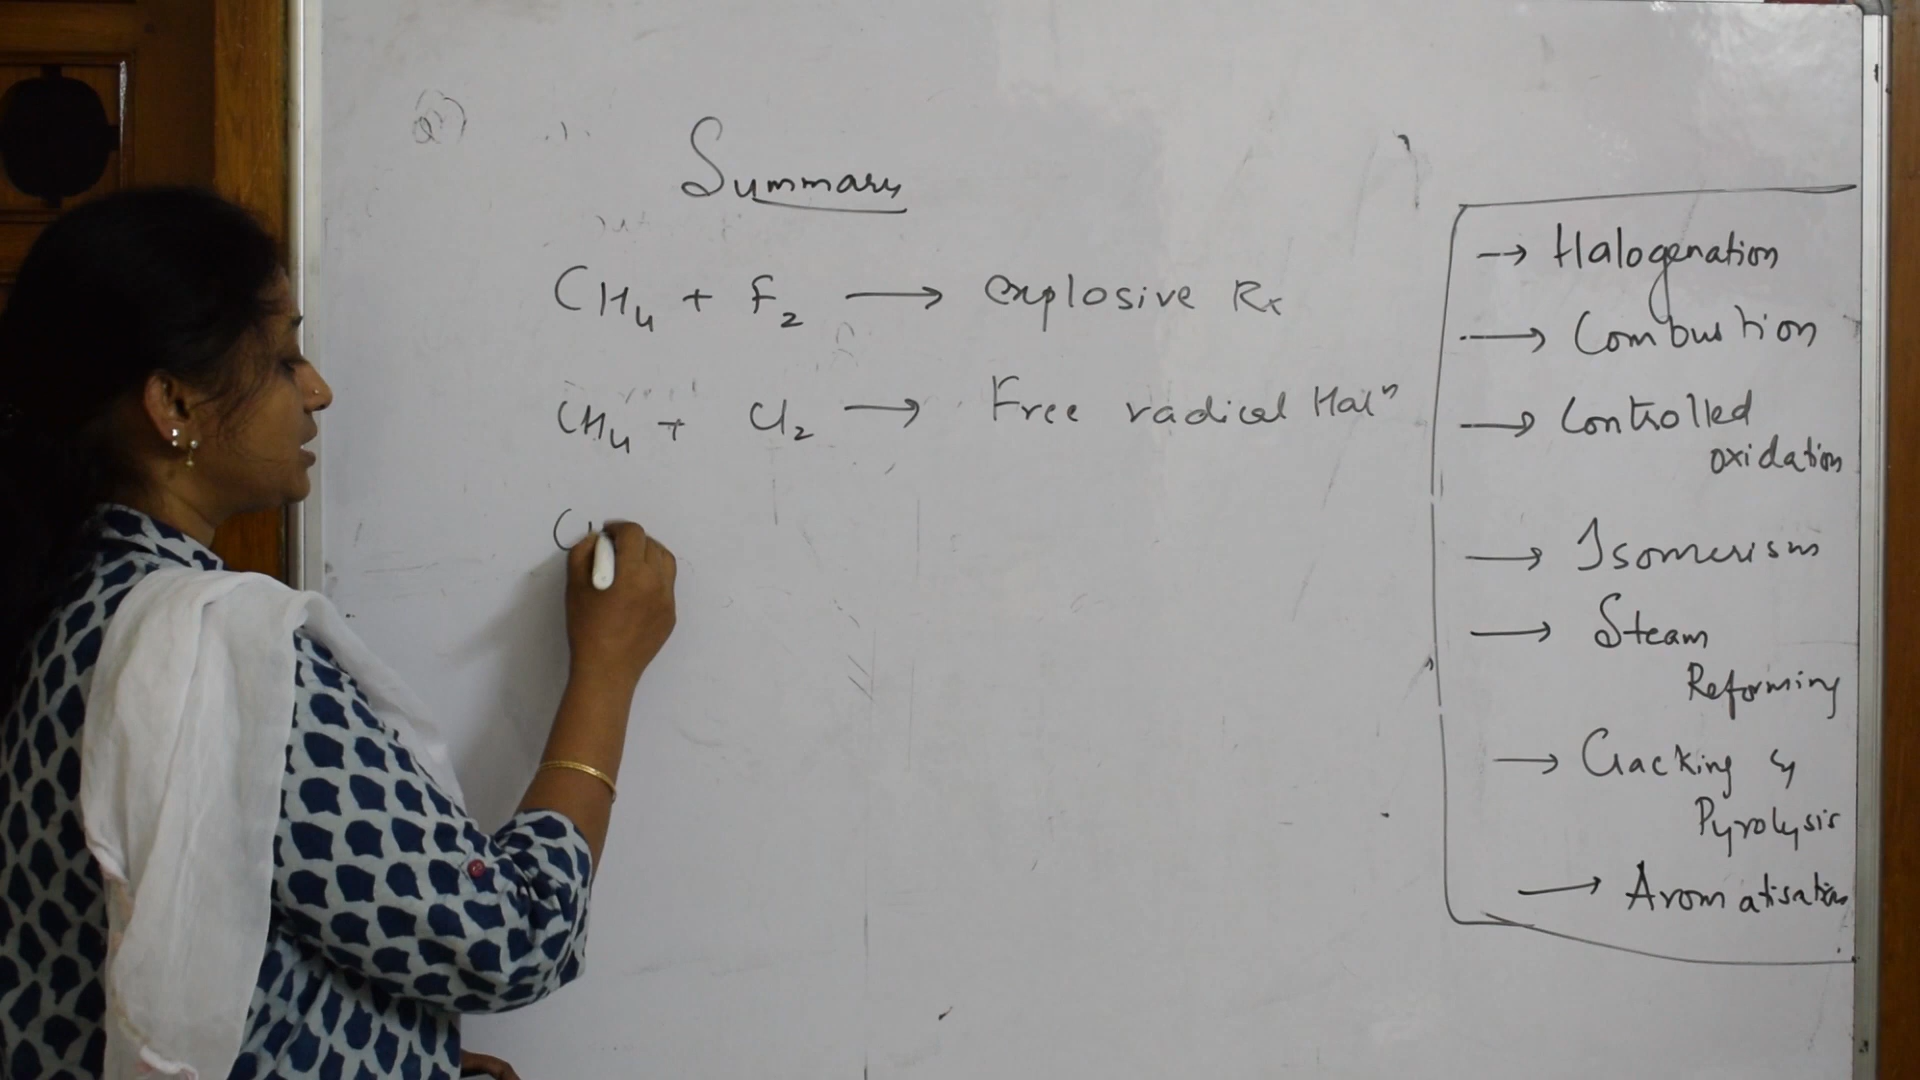 Summary
CH4 + F2 → explosive Rx
CH4 + Cl2 → Free radical Halⁿ
C
→ Halogenation
→ Combustion
→ Controlled
oxidation
→ Isomerism
→ Steam
Reforming
→ Cracking &
Pyrolysis
→ Aromatisation